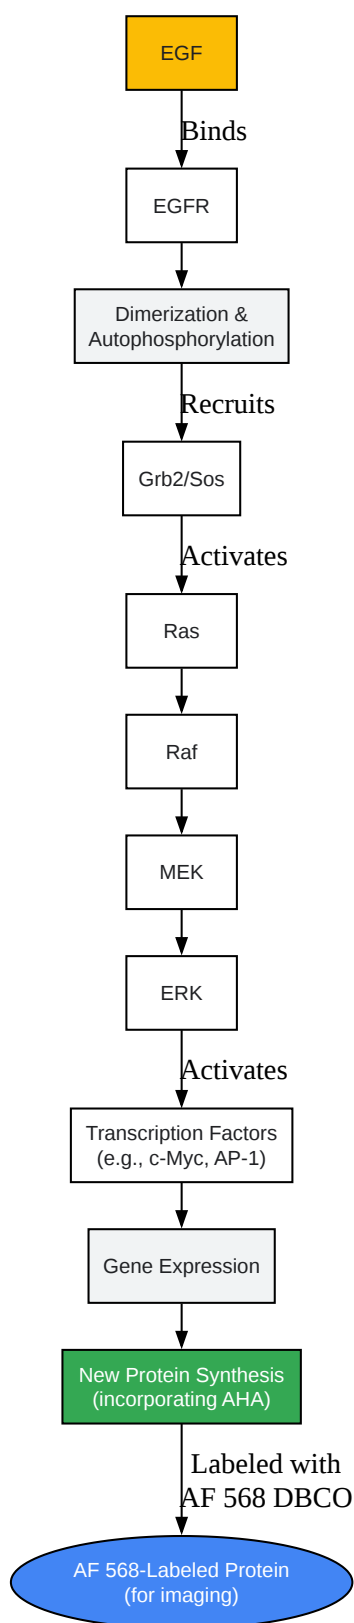 EGF
Binds
EGFR
Dimerization &
Autophosphorylation
Recruits
Grb2/Sos
Activates
Ras
Raf
MEK
ERK
Activates
Transcription Factors
(e.g., c-Myc, AP-1)
Gene Expression
New Protein Synthesis
(incorporating AHA)
Labeled with
AF 568 DBCO
AF 568-Labeled Protein
(for imaging)